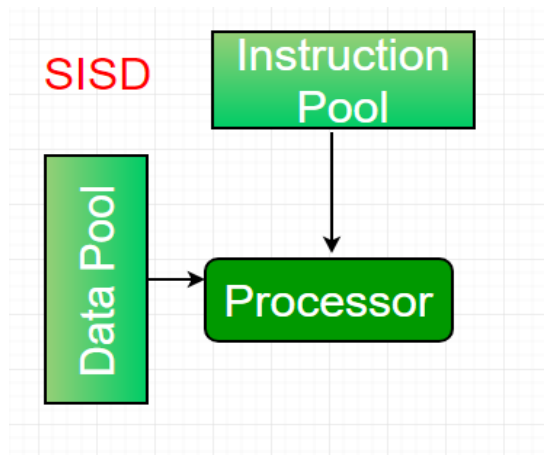 SISD
Instruction
Pool
Data Pool
Processor